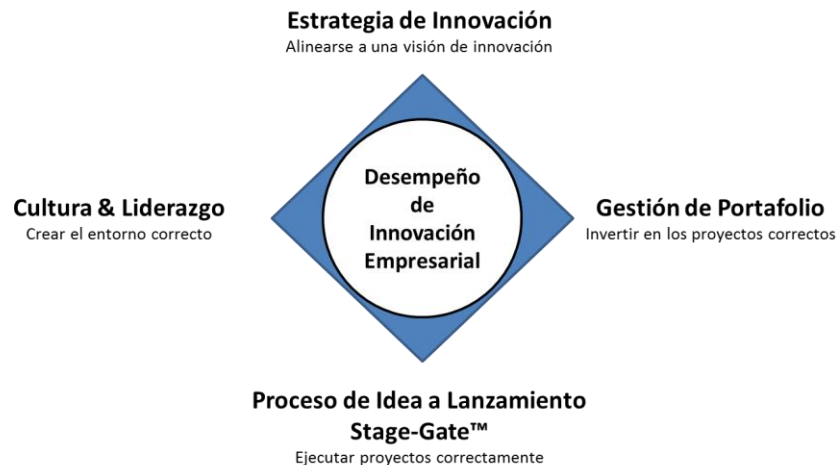 Estrategia de Innovación
Alinearse a una visión de innovación
Cultura & Liderazgo
Crear el entorno correcto
Desempeño
de
Innovación
Empresarial
Gestión de Portafolio
Invertir en los proyectos correctos
Proceso de Idea a Lanzamiento
Stage-Gate™
Ejecutar proyectos correctamente